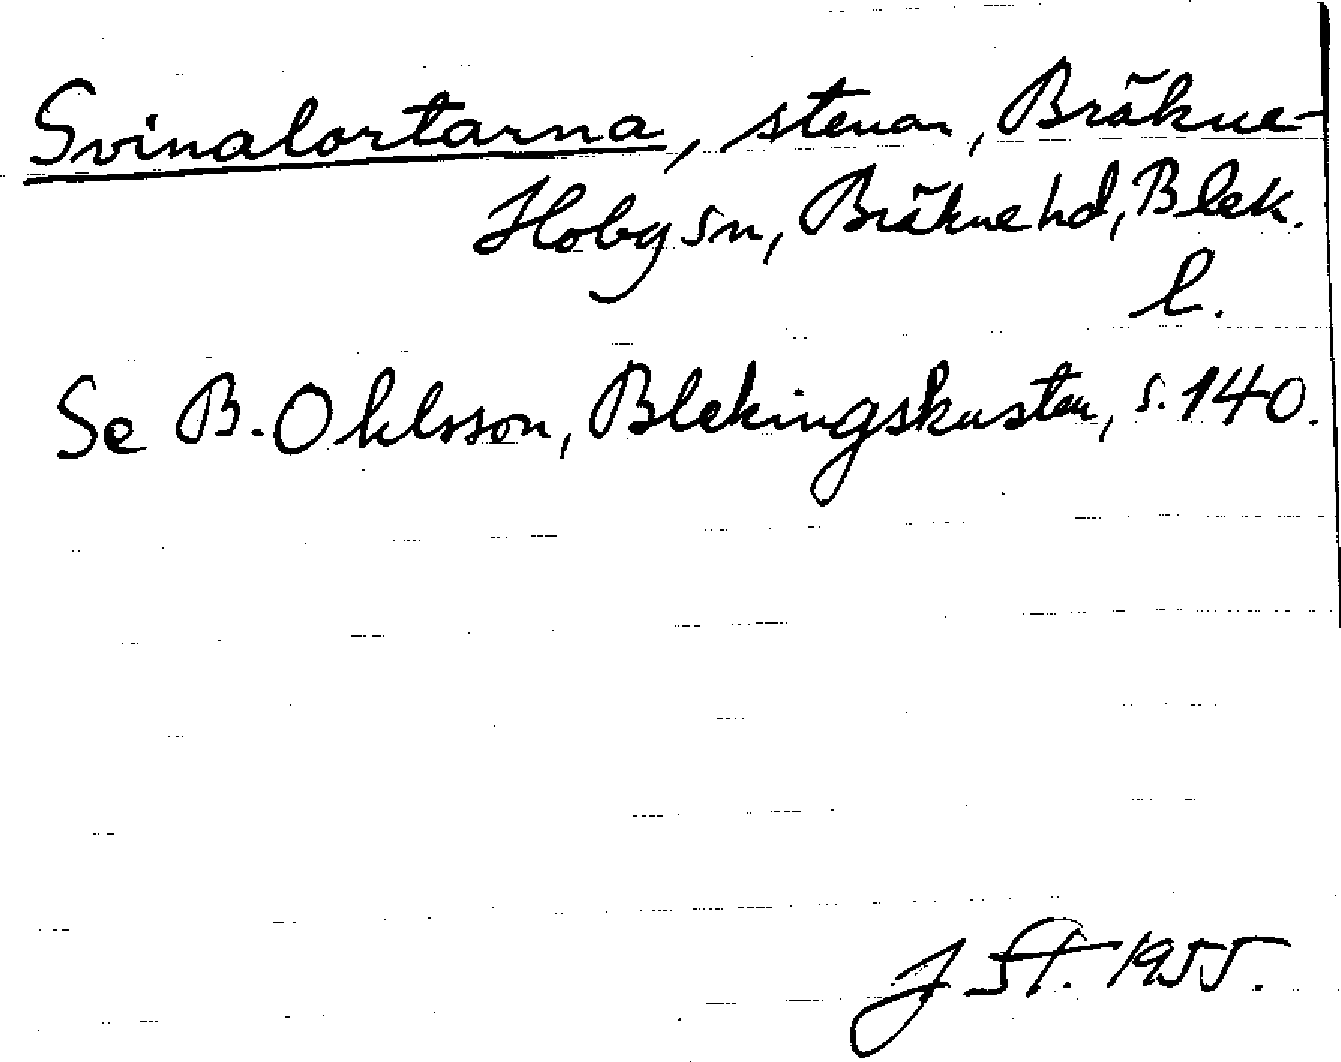 Svinalortarna, stenar, Bräkne-
Hoby sn, Bräkne hd, Blek.
l.
Se B. Ohlsson, Blekingskusten, s. 140.
J St. 1955.